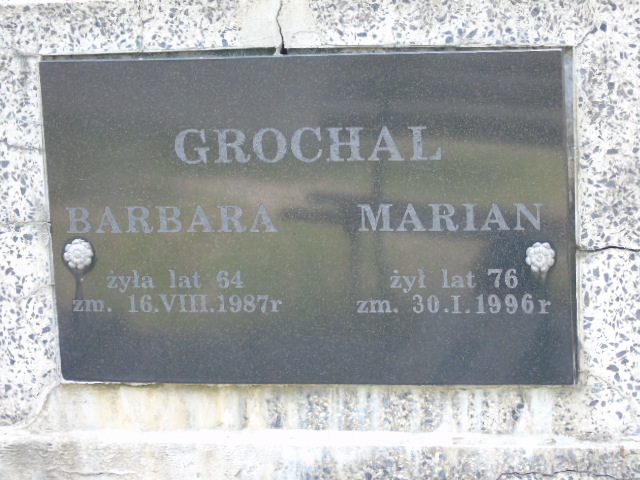 GROCHAL
BARBARA MARIAN
żyła lat 64 żył lat 76
zm. 16.VIII.1987r zm. 30.I.1996r